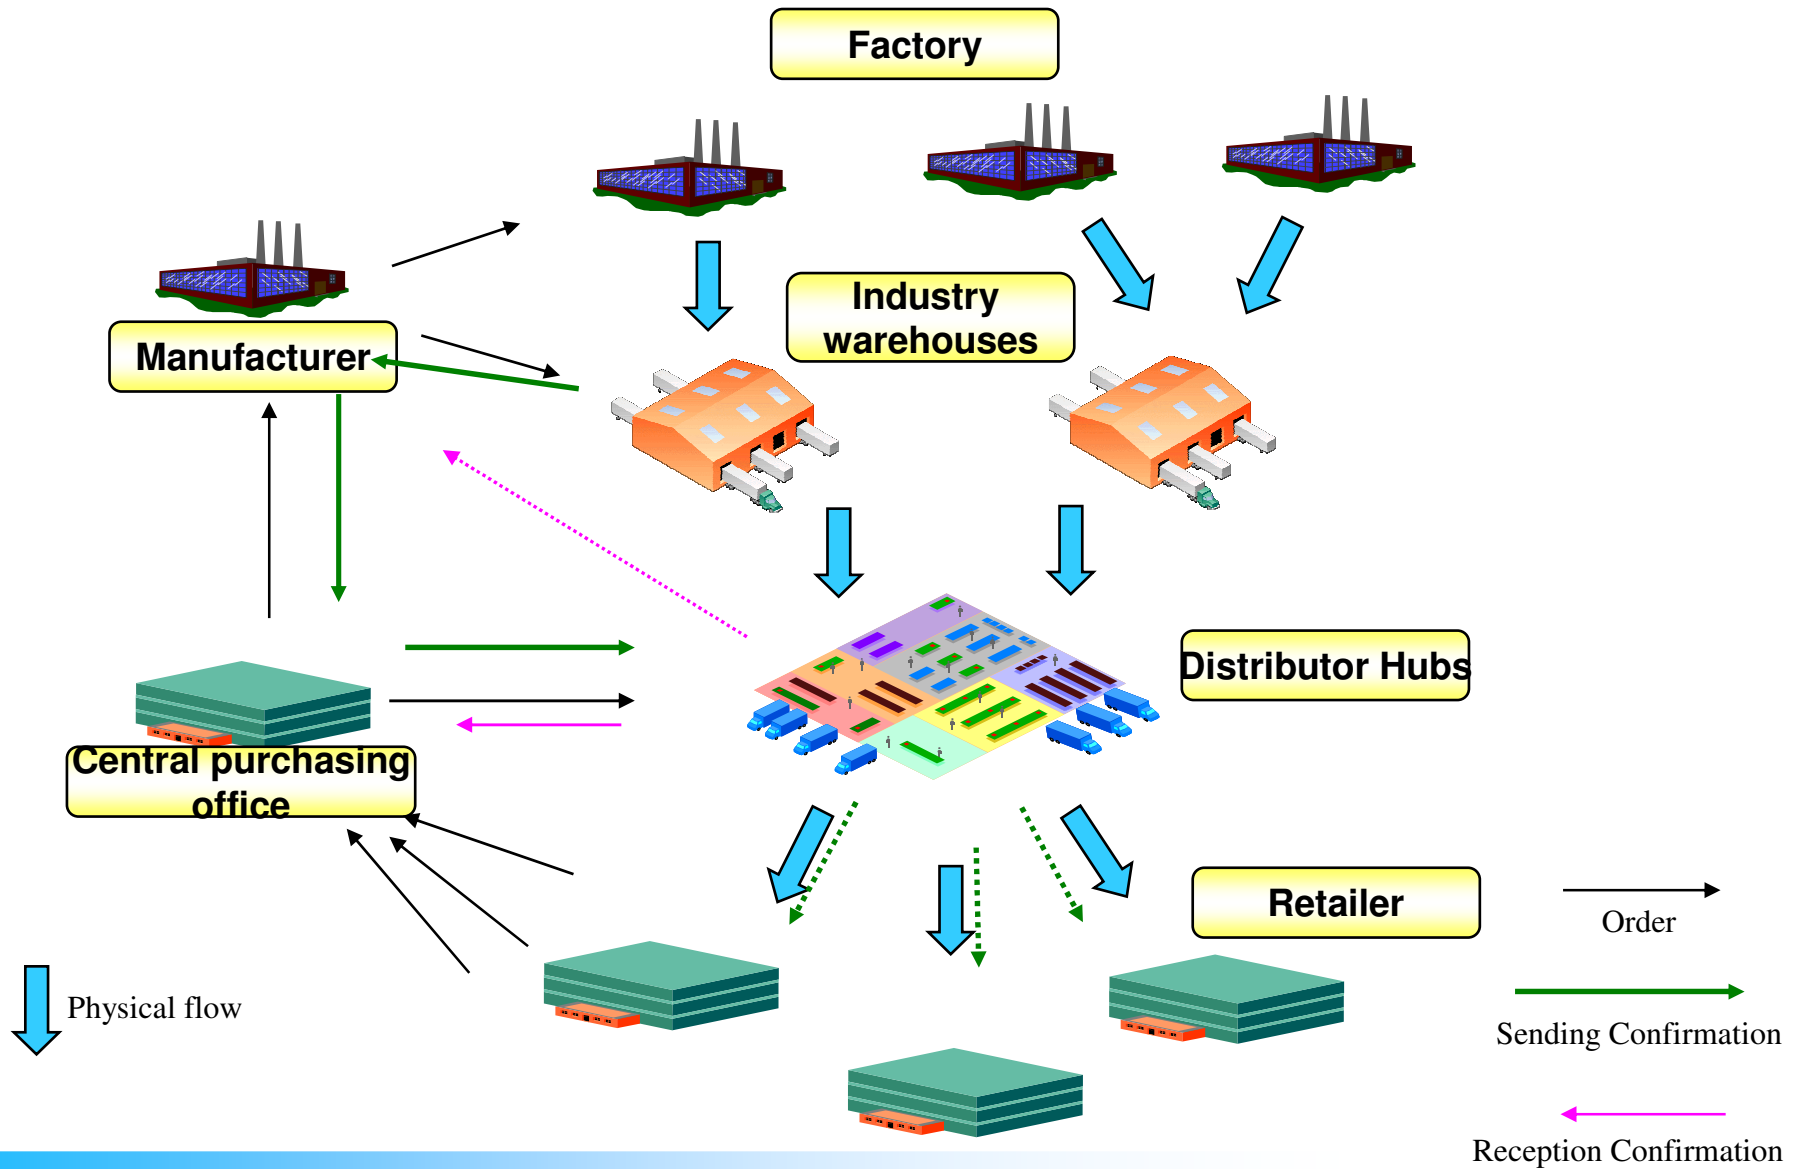 Factory
Industry
warehouses
Manufacturer
Distributor Hubs
Central purchasing
office
Retailer
Order
Physical flow
Sending Confirmation
Reception Confirmation